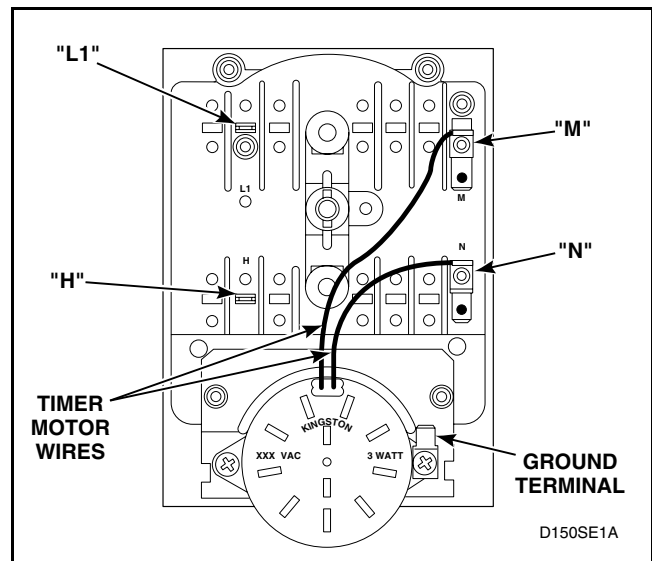 "L1"
"M"
L1
M
"H"
H
N
"N"
TIMER
MOTOR
WIRES
KINGSTON
XXX VAC
3 WATT
GROUND
TERMINAL
D150SE1A